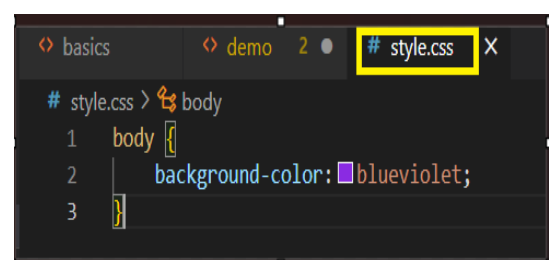 basics demo 2 # style.css X
# style.css > body
1 body {
2 background-color: blueviolet;
3 }